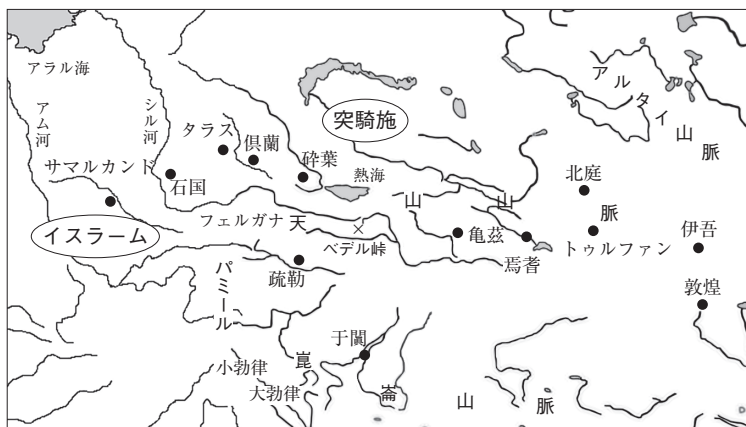 アラル海
アム河
シル河
タラス
倶蘭
突騎施
砕葉
アルタイ山脈
サマルカンド
石国
熱海
北庭
イスラーム
フェルガナ
天山山脈
ベデル峠
亀茲
焉耆
トゥルファン
伊吾
疏勒
パミール
敦煌
于闐
小勃律
大勃律
崑崙山脈